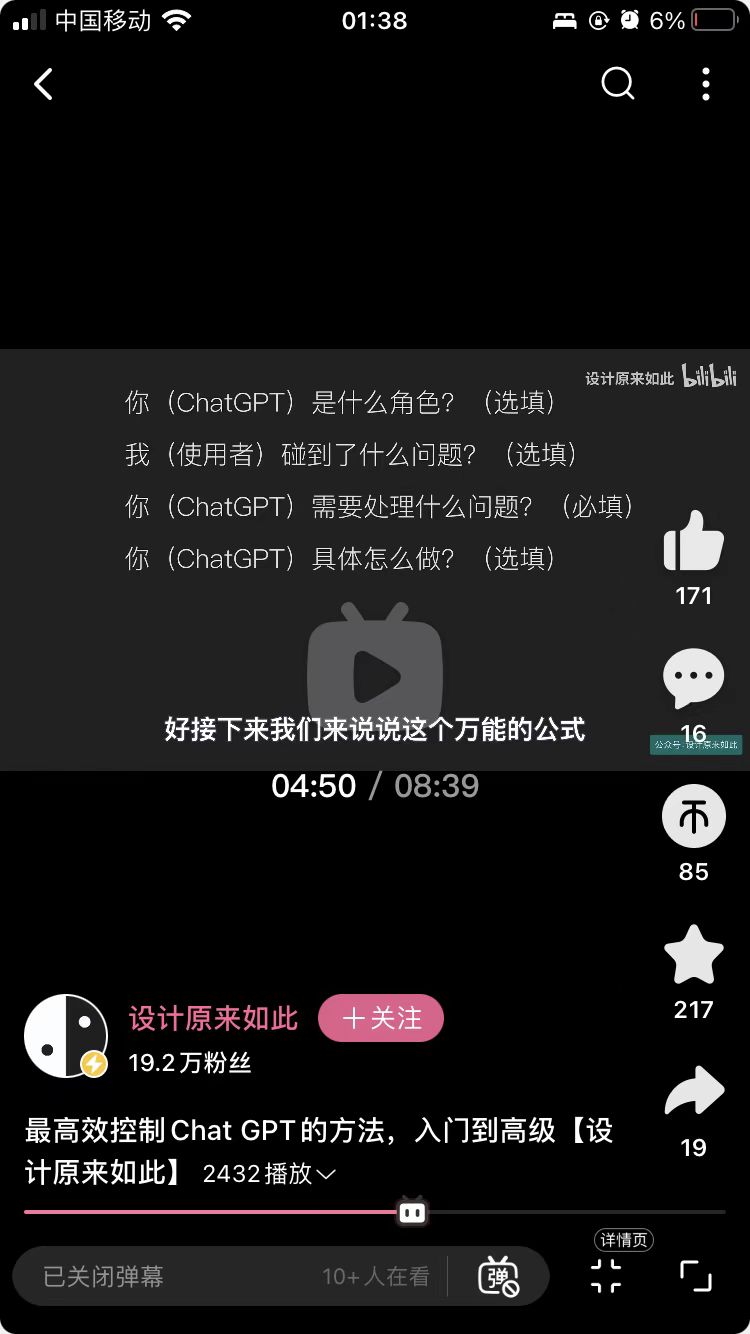 中国移动
01:38
6%
设计原来如此 bilibili
你（ChatGPT）是什么角色？（选填）
我（使用者）碰到了什么问题？（选填）
你（ChatGPT）需要处理什么问题？（必填）
你（ChatGPT）具体怎么做？（选填）
171
好接下来我们来说说这个万能的公式
16
公众号·设计原来如此
04:50 / 08:39
85
217
设计原来如此
＋关注
19.2万粉丝
19
最高效控制Chat GPT的方法，入门到高级【设
计原来如此】 2432播放
详情页
已关闭弹幕
10+人在看
弹